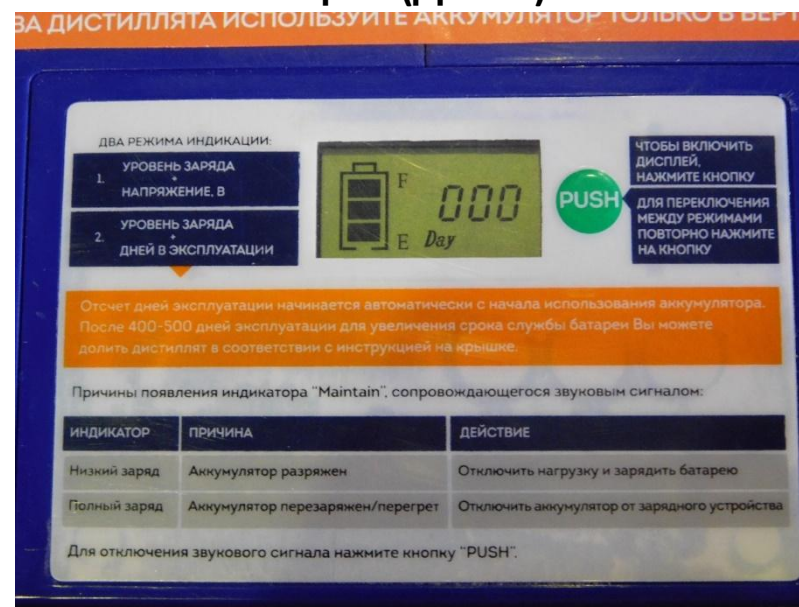 ВА ДИСТИЛЛЯТА ИСПОЛЬЗУЙТЕ АККУМУЛЯТОР ТОЛЬКО В ВЕРТ
ДВА РЕЖИМА ИНДИКАЦИИ:
1. УРОВЕНЬ ЗАРЯДА
+
НАПРЯЖЕНИЕ, В
2. УРОВЕНЬ ЗАРЯДА
+
ДНЕЙ В ЭКСПЛУАТАЦИИ
F
000
E Day
PUSH
ЧТОБЫ ВКЛЮЧИТЬ
ДИСПЛЕЙ,
НАЖМИТЕ КНОПКУ
ДЛЯ ПЕРЕКЛЮЧЕНИЯ
МЕЖДУ РЕЖИМАМИ
ПОВТОРНО НАЖМИТЕ
НА КНОПКУ
Отсчет дней эксплуатации начинается автоматически с начала использования аккумулятора.
После 400-500 дней эксплуатации для увеличения срока службы батареи Вы можете
долить дистиллят в соответствии с инструкцией на крышке.
Причины появления индикатора "Maintain", сопровождающегося звуковым сигналом:
ИНДИКАТОР ПРИЧИНА ДЕЙСТВИЕ
Низкий заряд Аккумулятор разряжен Отключить нагрузку и зарядить батарею
Полный заряд Аккумулятор перезаряжен/перегрет Отключить аккумулятор от зарядного устройства
Для отключения звукового сигнала нажмите кнопку "PUSH".